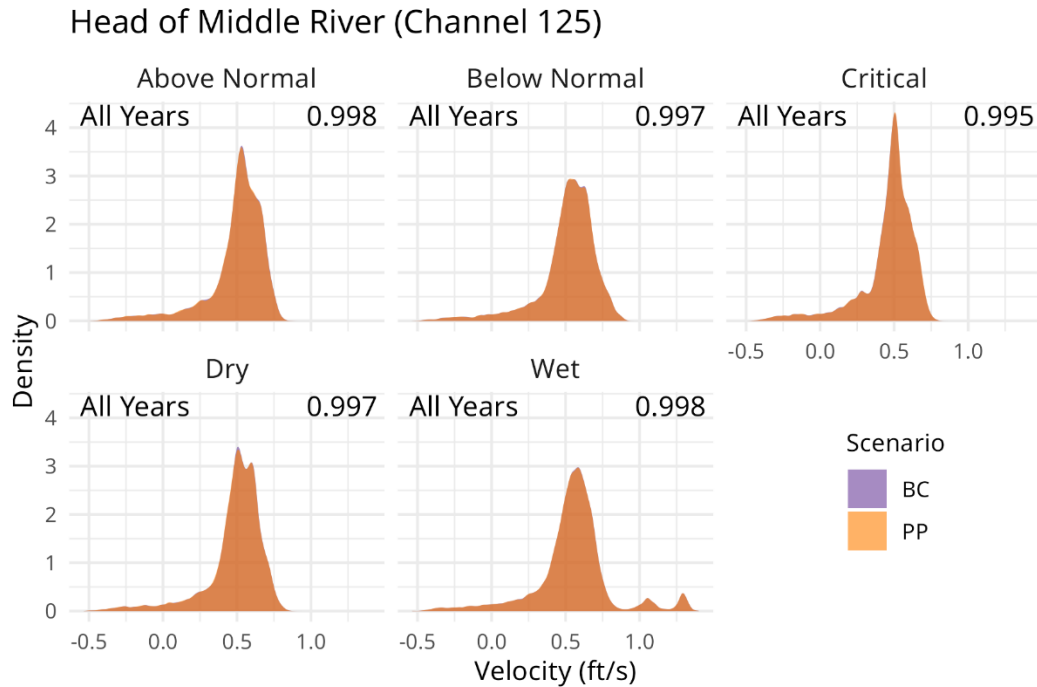 Head of Middle River (Channel 125)
Above Normal
Below Normal
Critical
All Years 0.998
All Years 0.997
All Years 0.995
4
3
2
1
0
-0.5 0.0 0.5 1.0
Dry
Wet
All Years 0.997
All Years 0.998
4
3
2
1
0
-0.5 0.0 0.5 1.0
-0.5 0.0 0.5 1.0
Density
Velocity (ft/s)
Scenario
BC
PP